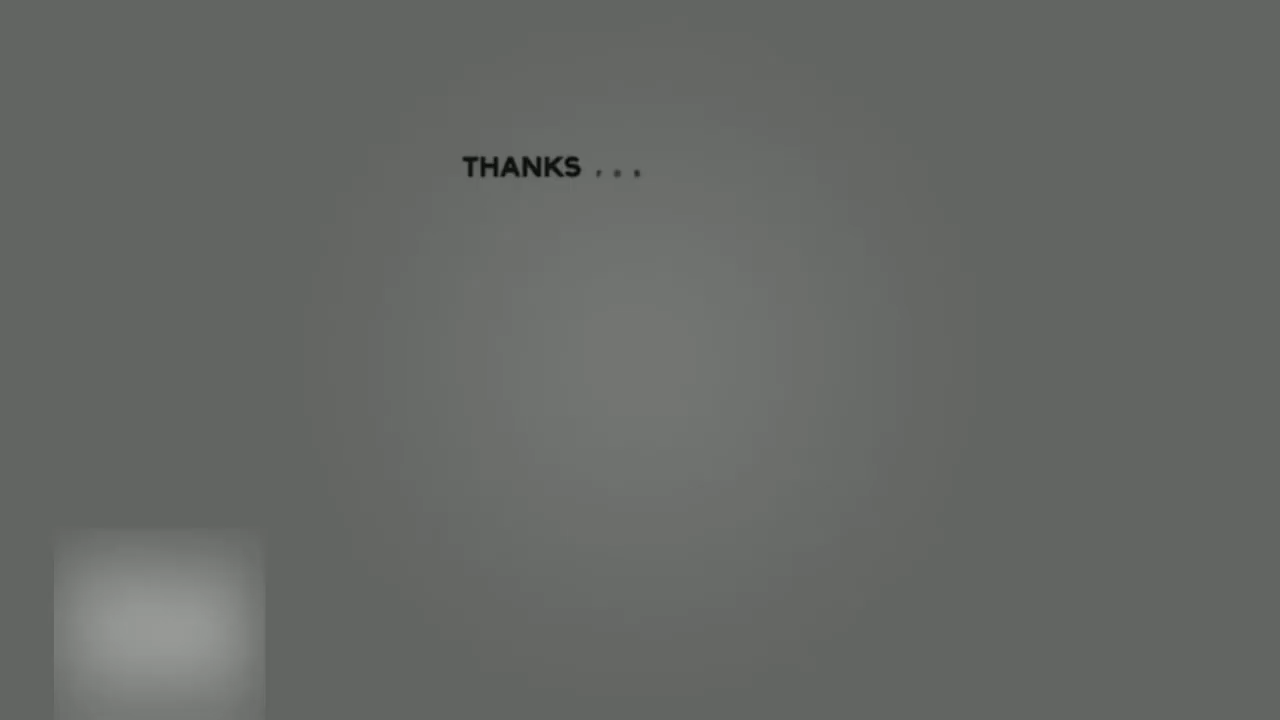 THANKS . . .